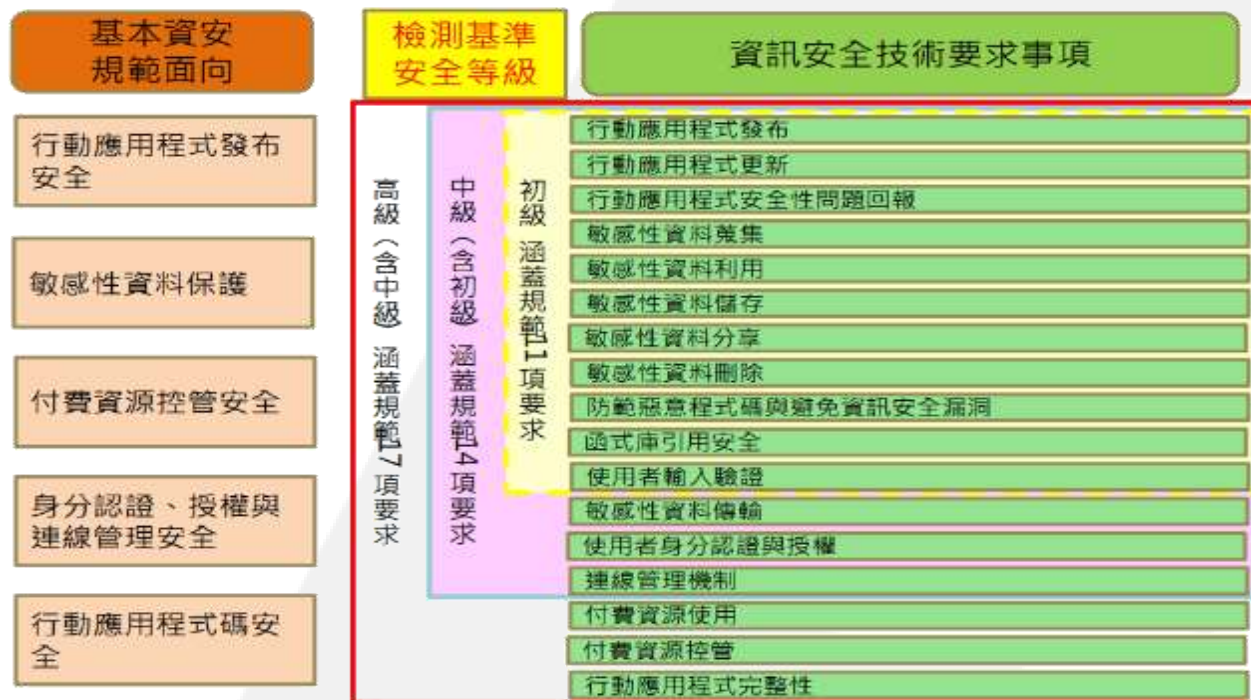 基本資安
規範面向
檢測基準
安全等級
資訊安全技術要求事項
行動應用程式發布
安全
敏感性資料保護
付費資源控管安全
身分認證、授權與
連線管理安全
行動應用程式碼安
全
高級（含中級）涵蓋規範17項要求
中級（含初級）涵蓋規範14項要求
初級 涵蓋規範11項要求
行動應用程式發布
行動應用程式更新
行動應用程式安全性問題回報
敏感性資料蒐集
敏感性資料利用
敏感性資料儲存
敏感性資料分享
敏感性資料刪除
防範惡意程式碼與避免資訊安全漏洞
函式庫引用安全
使用者輸入驗證
敏感性資料傳輸
使用者身分認證與授權
連線管理機制
付費資源使用
付費資源控管
行動應用程式完整性